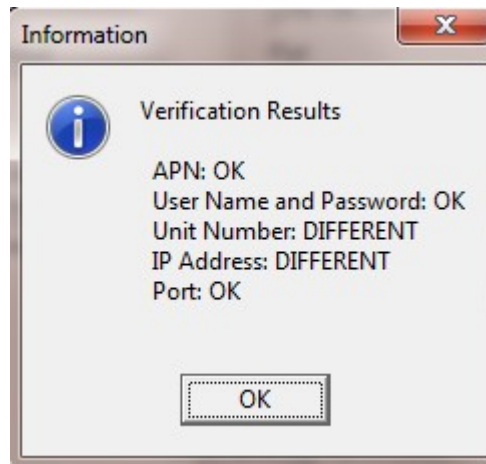 Information
Verification Results
APN: OK
User Name and Password: OK
Unit Number: DIFFERENT
IP Address: DIFFERENT
Port: OK
OK